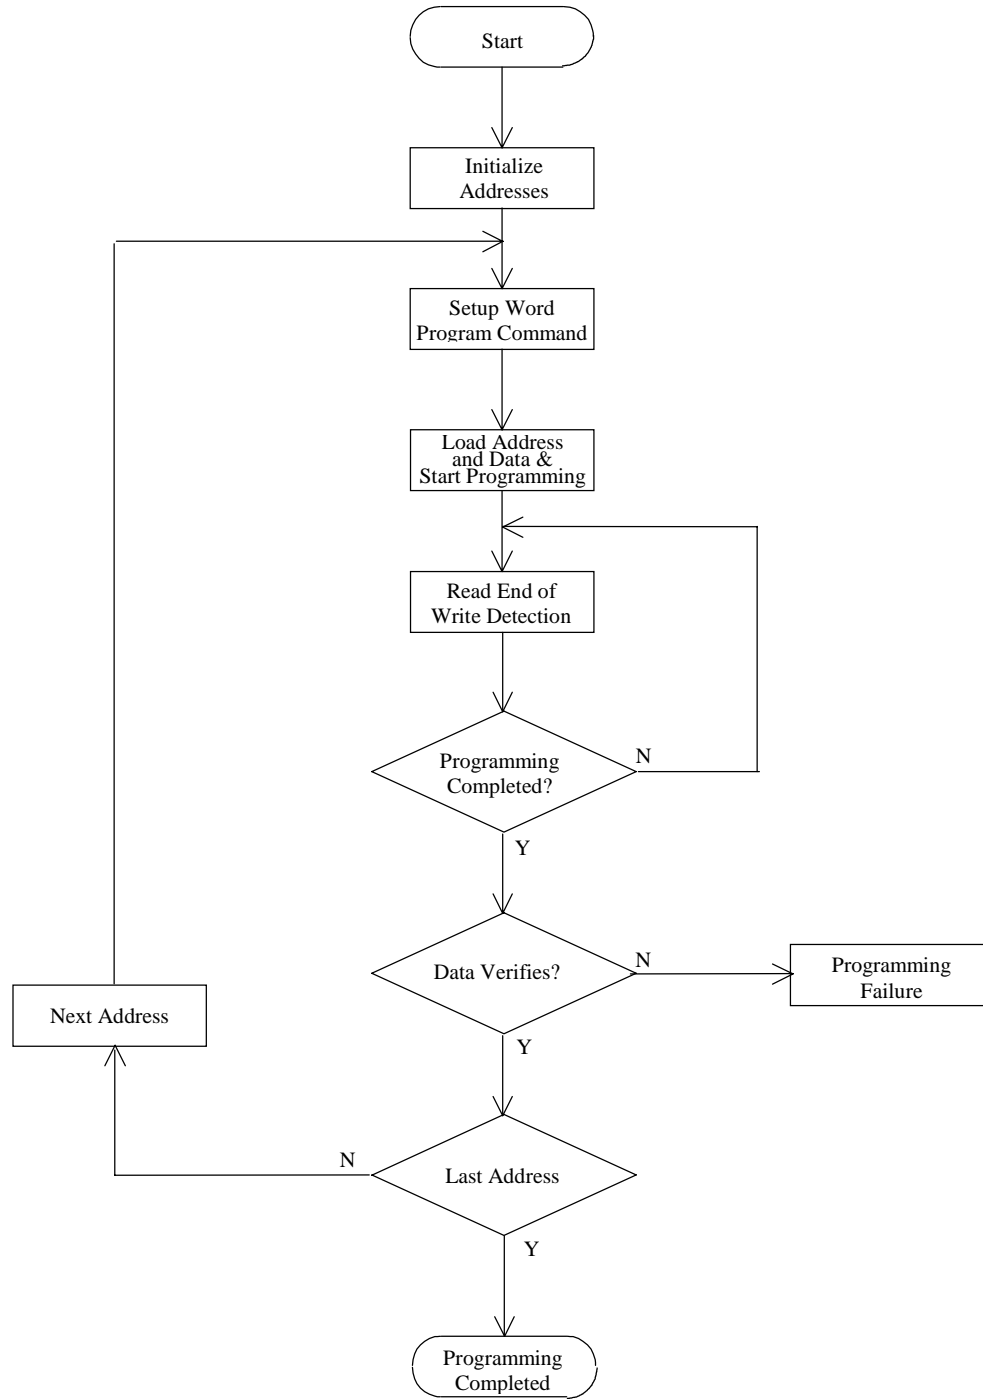 Start
Initialize
Addresses
Setup Word
Program Command
Load Address
and Data &
Start Programming
Read End of
Write Detection
Programming
Completed?
N
Y
Data Verifies?
N
Programming
Failure
Y
Next Address
Last Address
N
Y
Programming
Completed